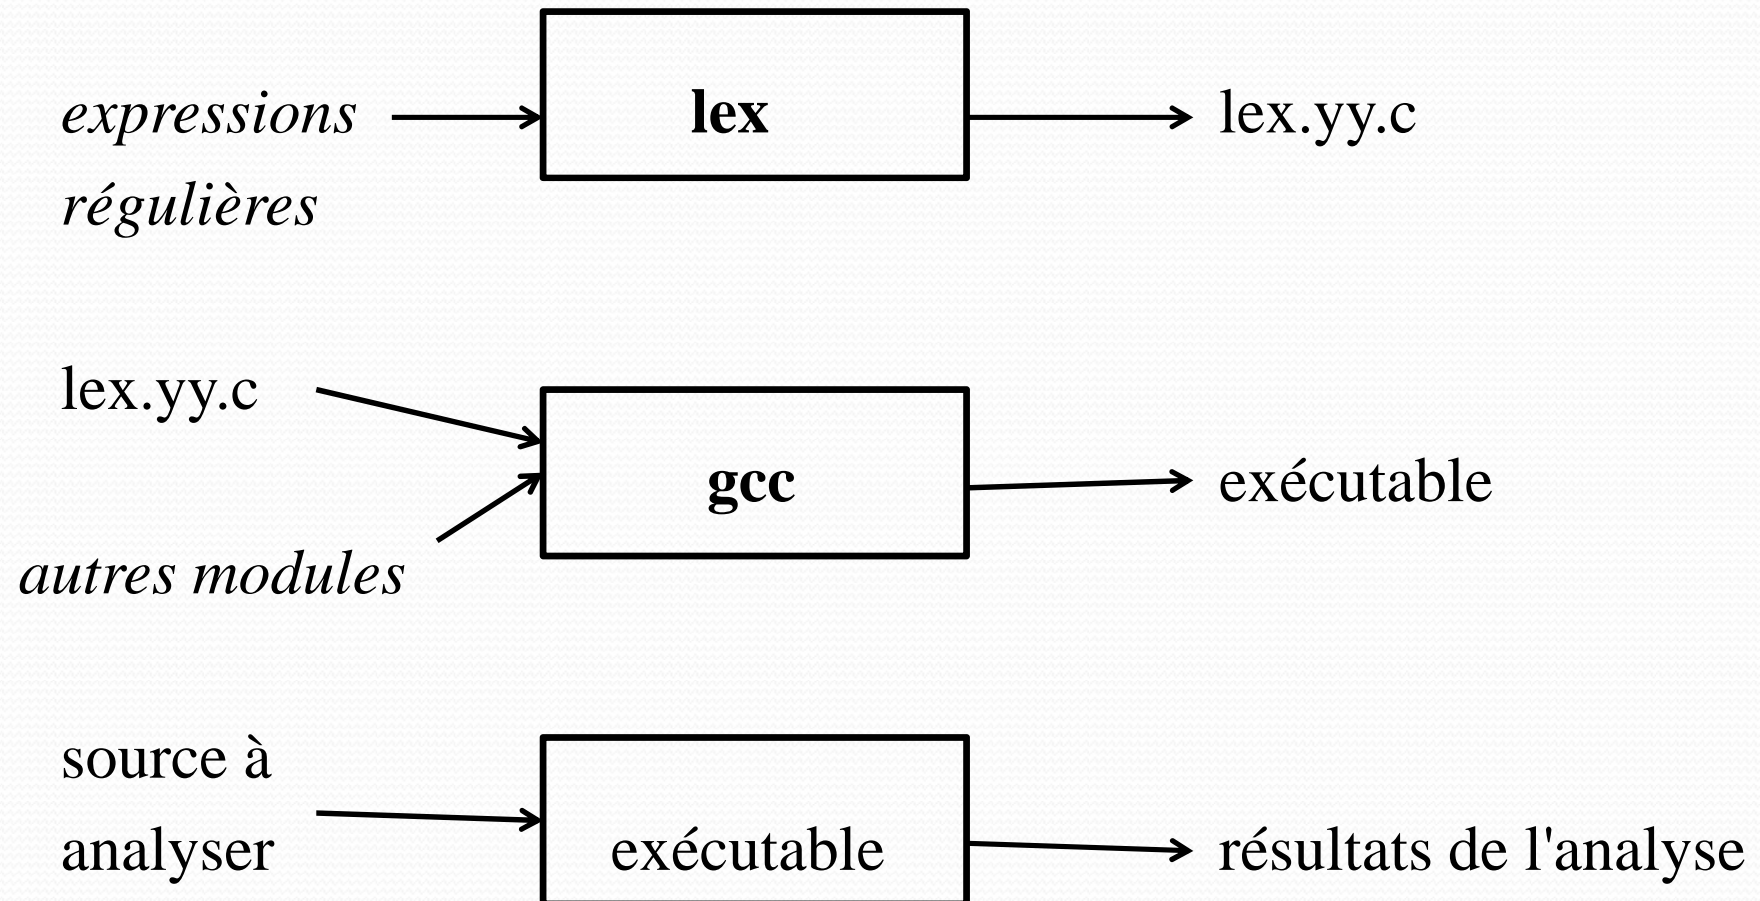 expressions
régulières
lex
lex.yy.c
lex.yy.c
autres modules
gcc
exécutable
source à
analyser
exécutable
résultats de l'analyse